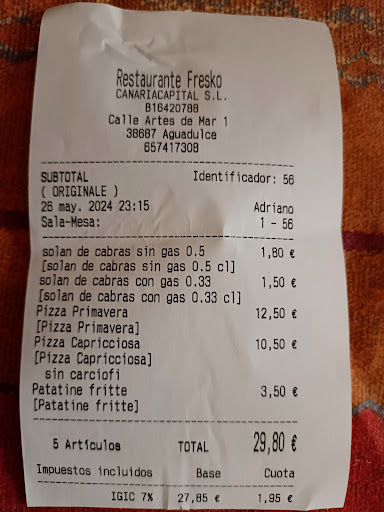 Restaurante Fresko
CANARIACAPITAL S.L.
B16420788
Calle Artes de Mar 1
38687 Aguadulce
657417308
SUBTOTAL Identificador: 56
( ORIGINALE )
26 may. 2024 23:15 Adriano
Sala-Mesa: 1 - 56
solan de cabras sin gas 0.5 1,80 €
[solan de cabras sin gas 0.5 cl]
solan de cabras con gas 0.33 1,50 €
[solan de cabras con gas 0.33 cl]
Pizza Primavera 12,50 €
[Pizza Primavera]
Pizza Capricciosa 10,50 €
[Pizza Capricciosa]
sin carciofi
Patatine fritte 3,50 €
[Patatine fritte]
5 Artículos TOTAL 29,80 €
Impuestos incluidos Base Cuota
IGIC 7% 27,85 € 1,95 €